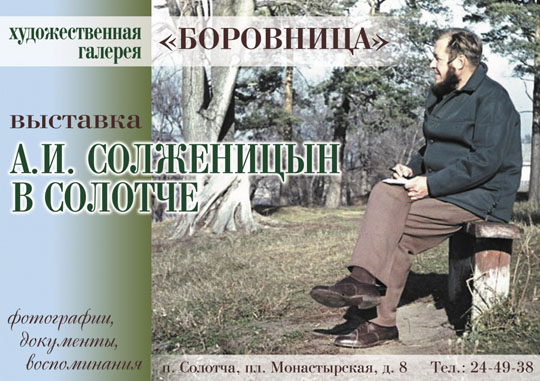 художественная
галерея
«БОРОВНИЦА»
выставка
А.И. СОЛЖЕНИЦЫН
В СОЛОТЧЕ
фотографии,
документы,
воспоминания
п. Солотча, пл. Монастырская, д. 8 Тел.: 24-49-38